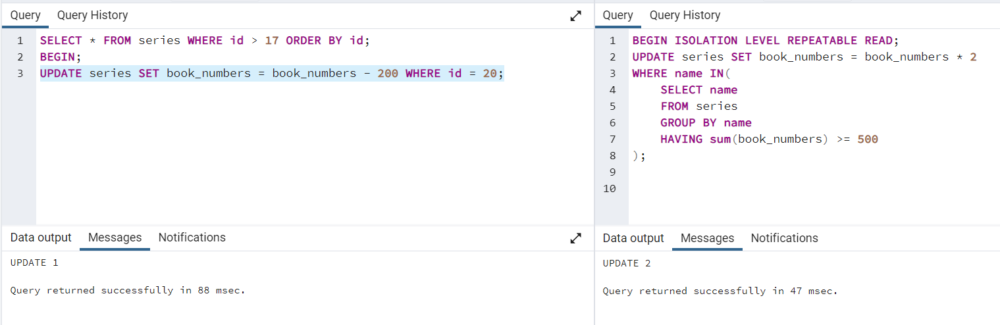 Query Query History
1 SELECT * FROM series WHERE id > 17 ORDER BY id;
2 BEGIN;
3 UPDATE series SET book_numbers = book_numbers - 200 WHERE id = 20;
Data output Messages Notifications
UPDATE 1
Query returned successfully in 88 msec.
Query Query History
1 BEGIN ISOLATION LEVEL REPEATABLE READ;
2 UPDATE series SET book_numbers = book_numbers * 2
3 WHERE name IN(
4 SELECT name
5 FROM series
6 GROUP BY name
7 HAVING sum(book_numbers) >= 500
8 );
9
10
Data output Messages Notifications
UPDATE 2
Query returned successfully in 47 msec.